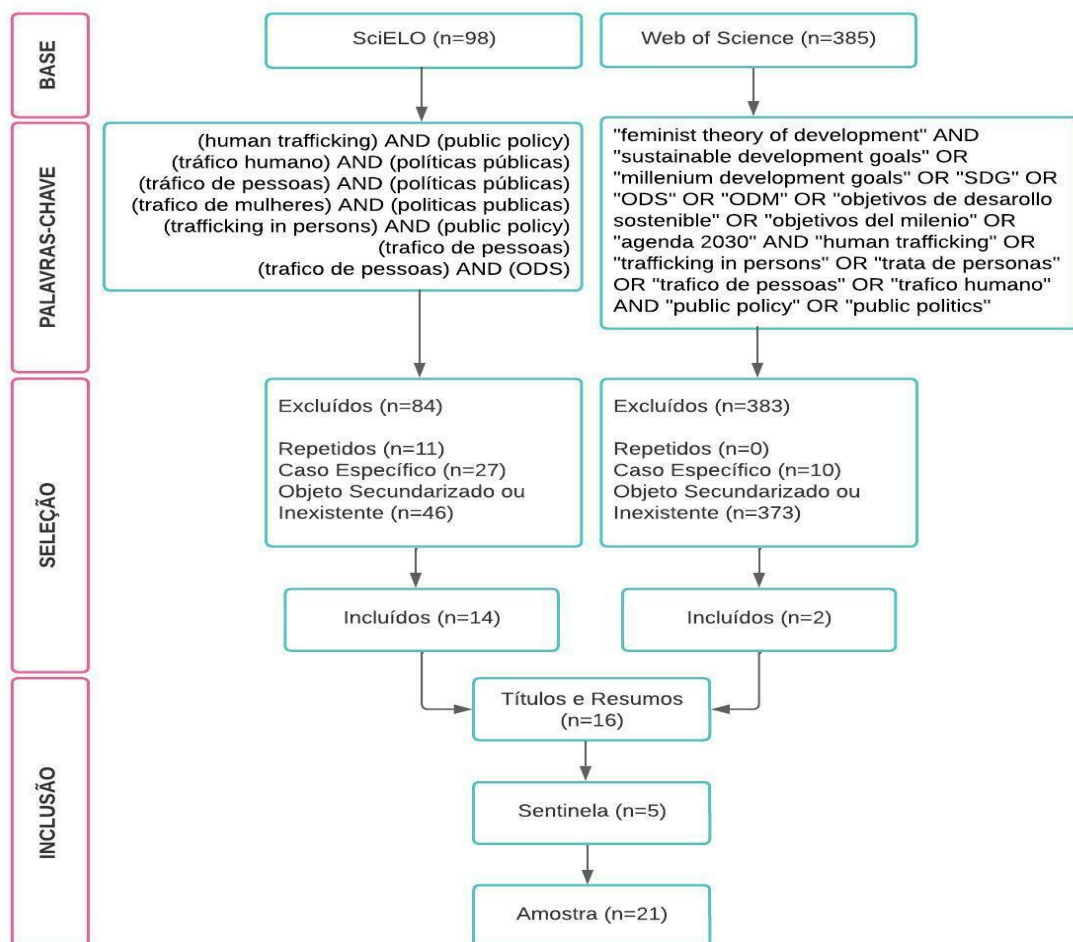 BASE
SciELO (n=98)
Web of Science (n=385)
PALAVRAS-CHAVE
(human trafficking) AND (public policy)
(tráfico humano) AND (políticas públicas)
(tráfico de pessoas) AND (políticas públicas)
(trafico de mulheres) AND (politicas publicas)
(trafficking in persons) AND (public policy)
(trafico de pessoas)
(trafico de pessoas) AND (ODS)
"feminist theory of development" AND
"sustainable development goals" OR
"millenium development goals" OR "SDG" OR
"ODS" OR "ODM" OR "objetivos de desarollo
sostenible" OR "objetivos del milenio" OR
"agenda 2030" AND "human trafficking" OR
"trafficking in persons" OR "trata de personas"
OR "trafico de pessoas" OR "trafico humano"
AND "public policy" OR "public politics"
SELEÇÃO
Excluídos (n=84)
Repetidos (n=11)
Caso Específico (n=27)
Objeto Secundarizado ou
Inexistente (n=46)
Excluídos (n=383)
Repetidos (n=0)
Caso Específico (n=10)
Objeto Secundarizado ou
Inexistente (n=373)
Incluídos (n=14)
Incluídos (n=2)
INCLUSÃO
Títulos e Resumos
(n=16)
Sentinela (n=5)
Amostra (n=21)